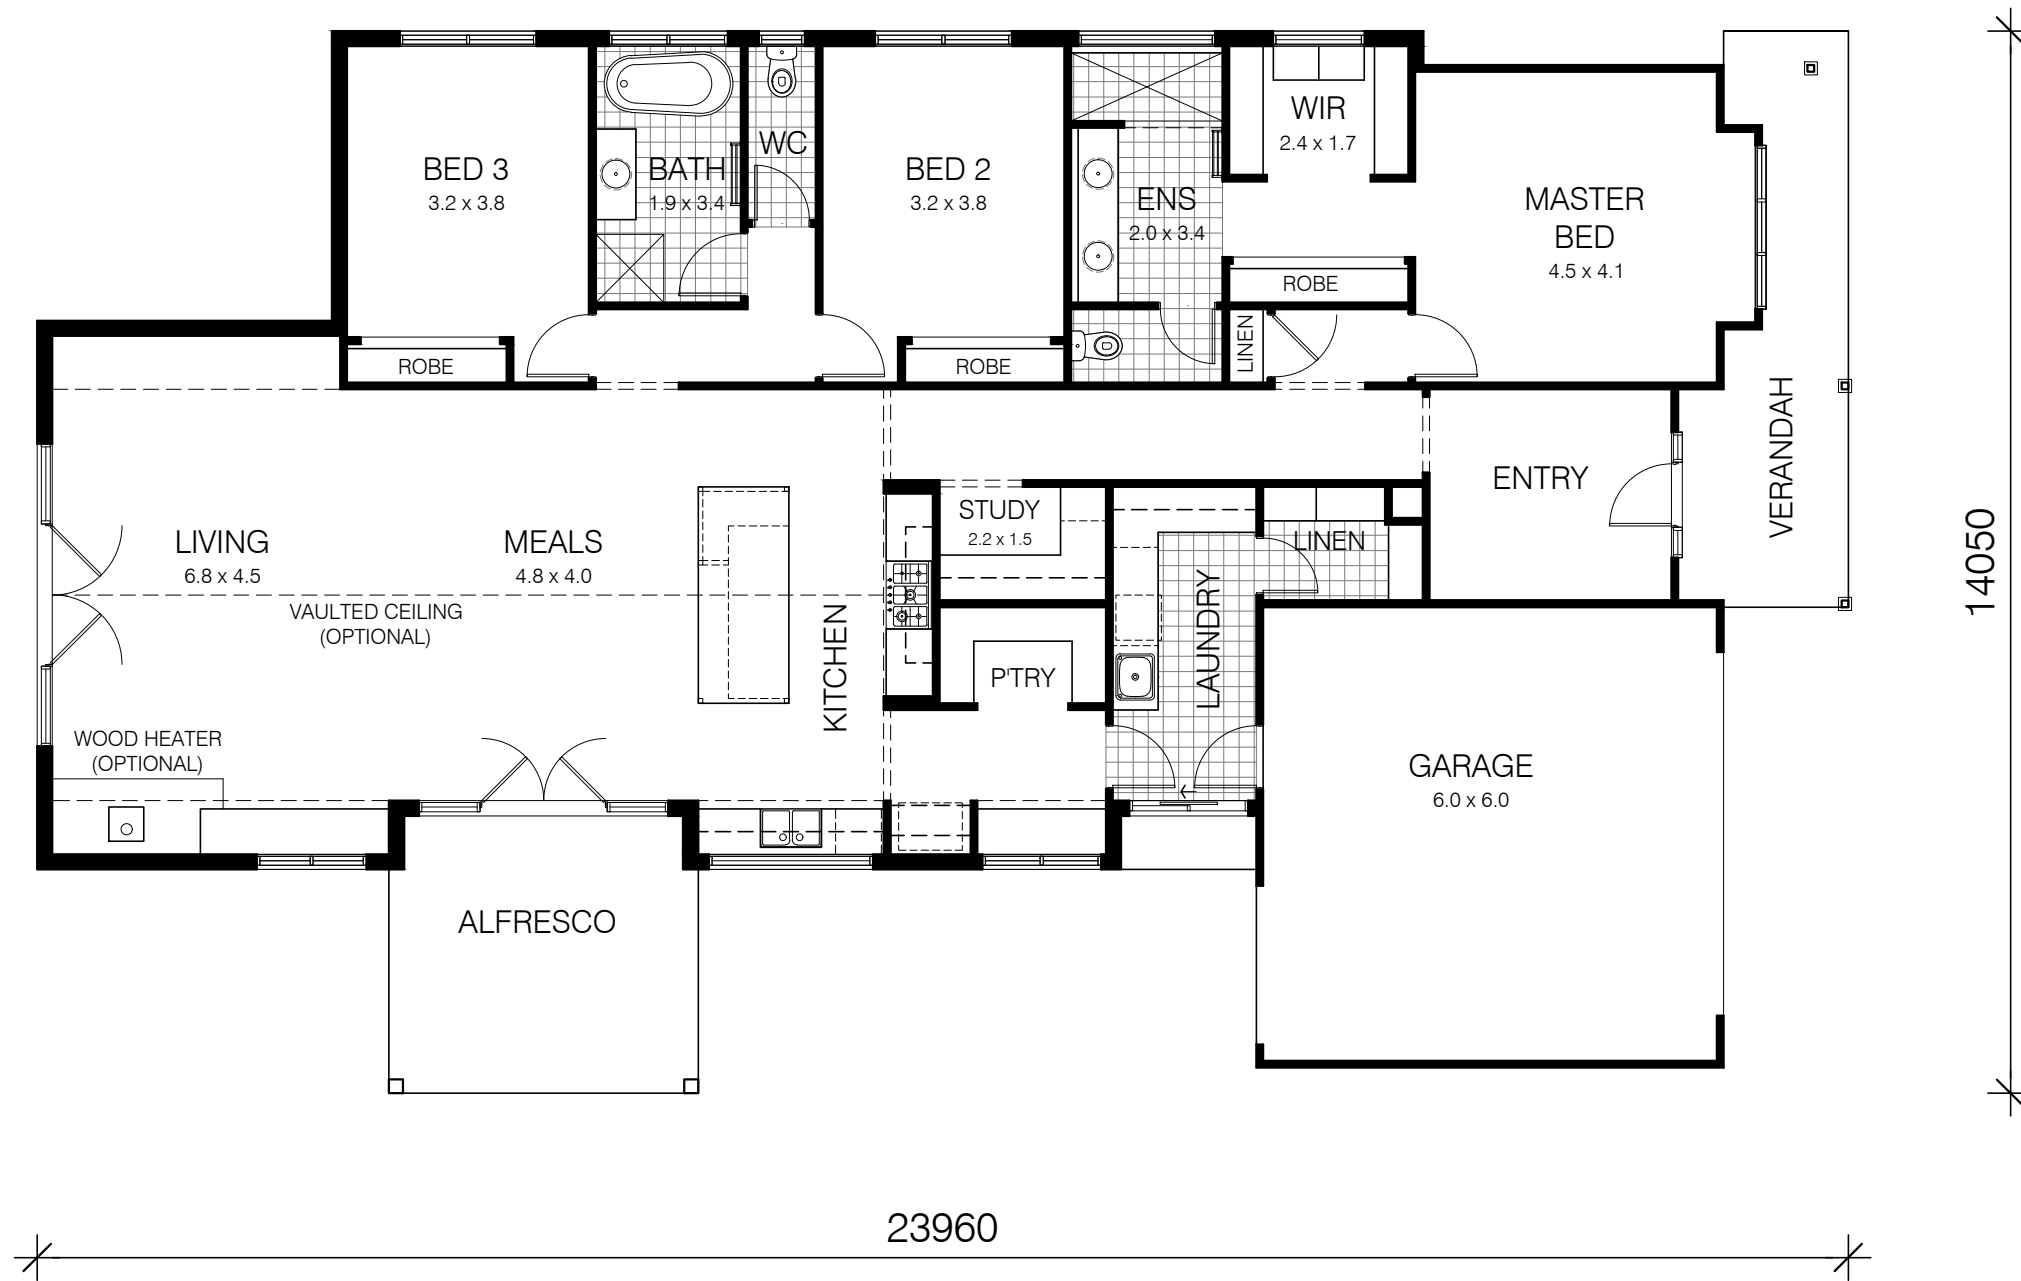 BED 3
3.2 x 3.8
BATH
1.9 x 3.4
WC
BED 2
3.2 x 3.8
ENS
2.0 x 3.4
WIR
2.4 x 1.7
MASTER
BED
4.5 x 4.1
ROBE
ROBE
ROBE
LINEN
VERANDAH
ENTRY
LIVING
6.8 x 4.5
MEALS
4.8 x 4.0
VAULTED CEILING
(OPTIONAL)
KITCHEN
STUDY
2.2 x 1.5
P'TRY
LAUNDRY
LINEN
WOOD HEATER
(OPTIONAL)
GARAGE
6.0 x 6.0
ALFRESCO
14050
23960